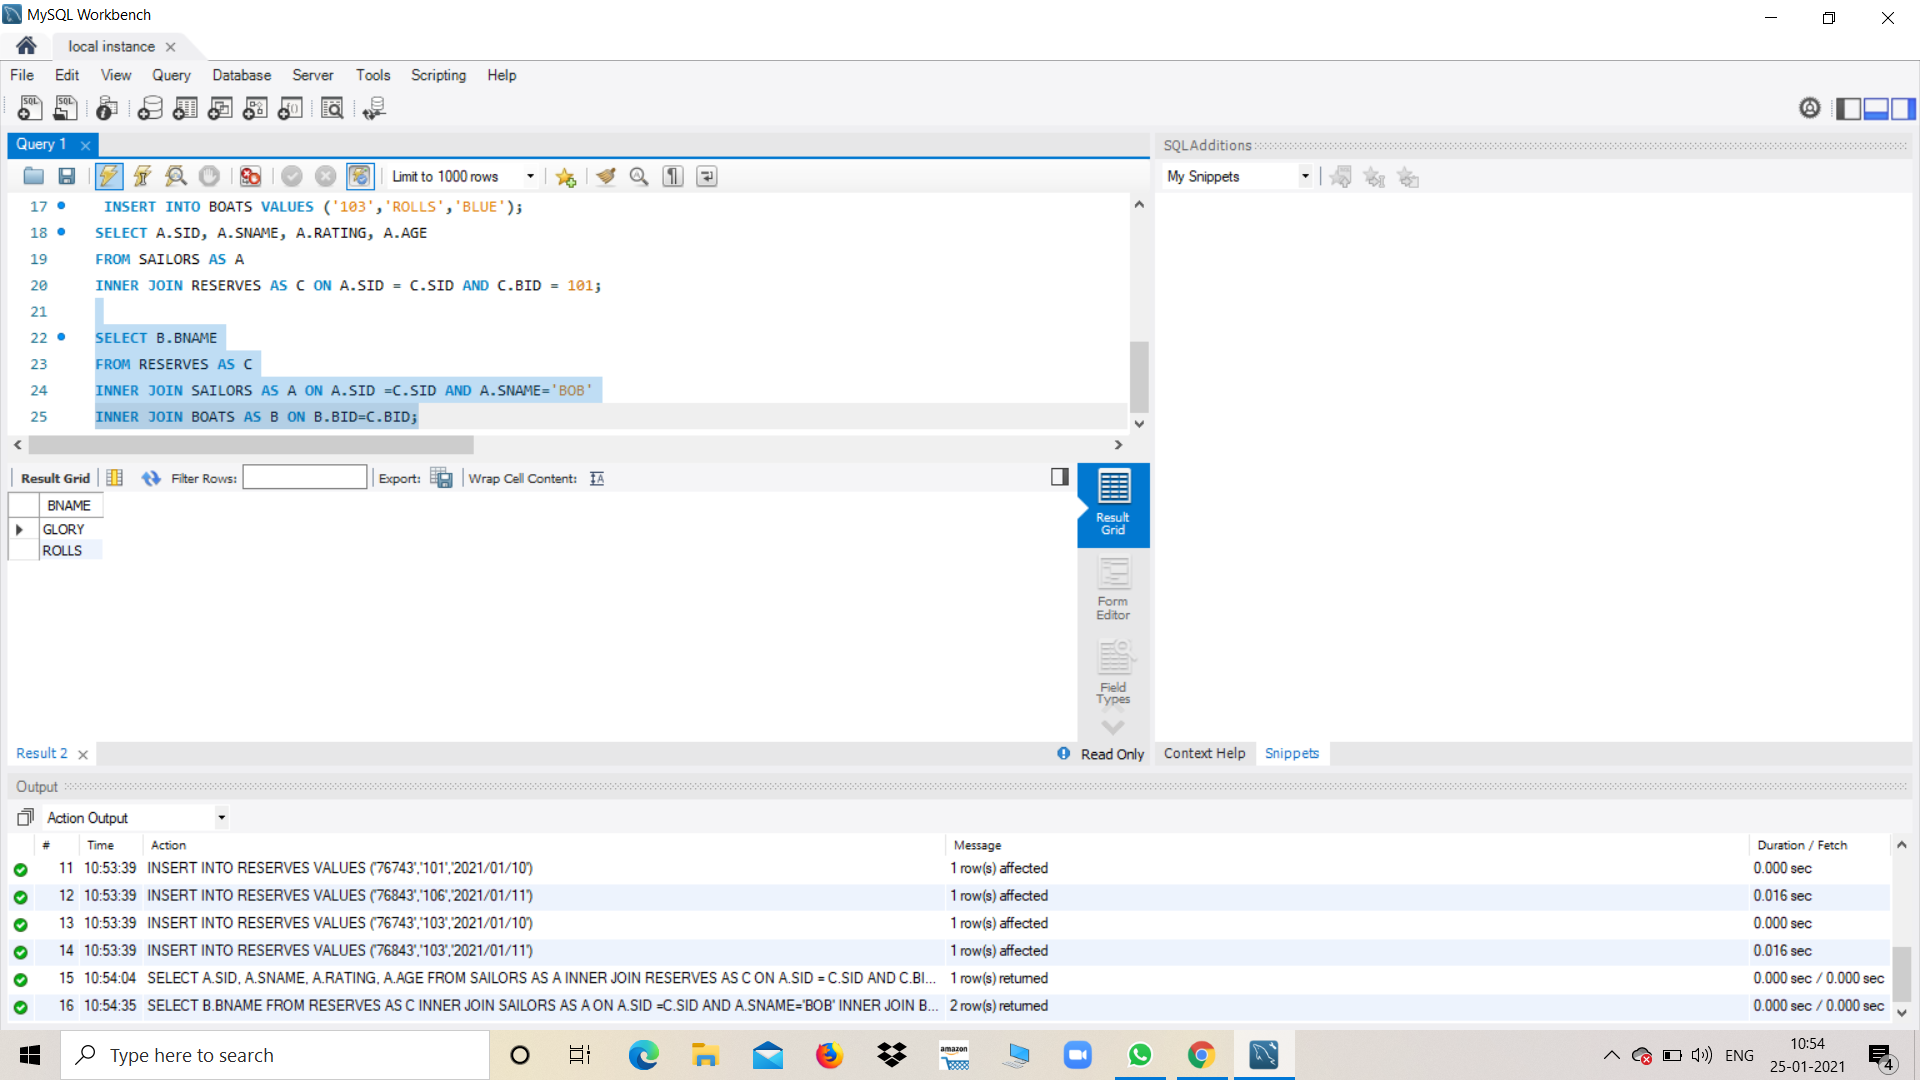 MySQL Workbench
local instance
File Edit View Query Database Server Tools Scripting Help
Query 1
SQLAdditions
Limit to 1000 rows
My Snippets
17 INSERT INTO BOATS VALUES ('103','ROLLS','BLUE');
18 SELECT A.SID, A.SNAME, A.RATING, A.AGE
19 FROM SAILORS AS A
20 INNER JOIN RESERVES AS C ON A.SID = C.SID AND C.BID = 101;
21
22 SELECT B.BNAME
23 FROM RESERVES AS C
24 INNER JOIN SAILORS AS A ON A.SID =C.SID AND A.SNAME='BOB'
25 INNER JOIN BOATS AS B ON B.BID=C.BID;
Result Grid Filter Rows: Export: Wrap Cell Content:
BNAME
GLORY
ROLLS
Result
Grid
Form
Editor
Field
Types
Result 2
Read Only
Context Help Snippets
Output
Action Output
# Time Action Message Duration / Fetch
11 10:53:39 INSERT INTO RESERVES VALUES ('76743','101','2021/01/10') 1 row(s) affected 0.000 sec
12 10:53:39 INSERT INTO RESERVES VALUES ('76843','106','2021/01/11') 1 row(s) affected 0.016 sec
13 10:53:39 INSERT INTO RESERVES VALUES ('76743','103','2021/01/10') 1 row(s) affected 0.000 sec
14 10:53:39 INSERT INTO RESERVES VALUES ('76843','103','2021/01/11') 1 row(s) affected 0.016 sec
15 10:54:04 SELECT A.SID, A.SNAME, A.RATING, A.AGE FROM SAILORS AS A INNER JOIN RESERVES AS C ON A.SID = C.SID AND C.BI... 1 row(s) returned 0.000 sec / 0.000 sec
16 10:54:35 SELECT B.BNAME FROM RESERVES AS C INNER JOIN SAILORS AS A ON A.SID =C.SID AND A.SNAME='BOB' INNER JOIN B... 2 row(s) returned 0.000 sec / 0.000 sec
Type here to search
amazon
ENG
10:54
25-01-2021
4